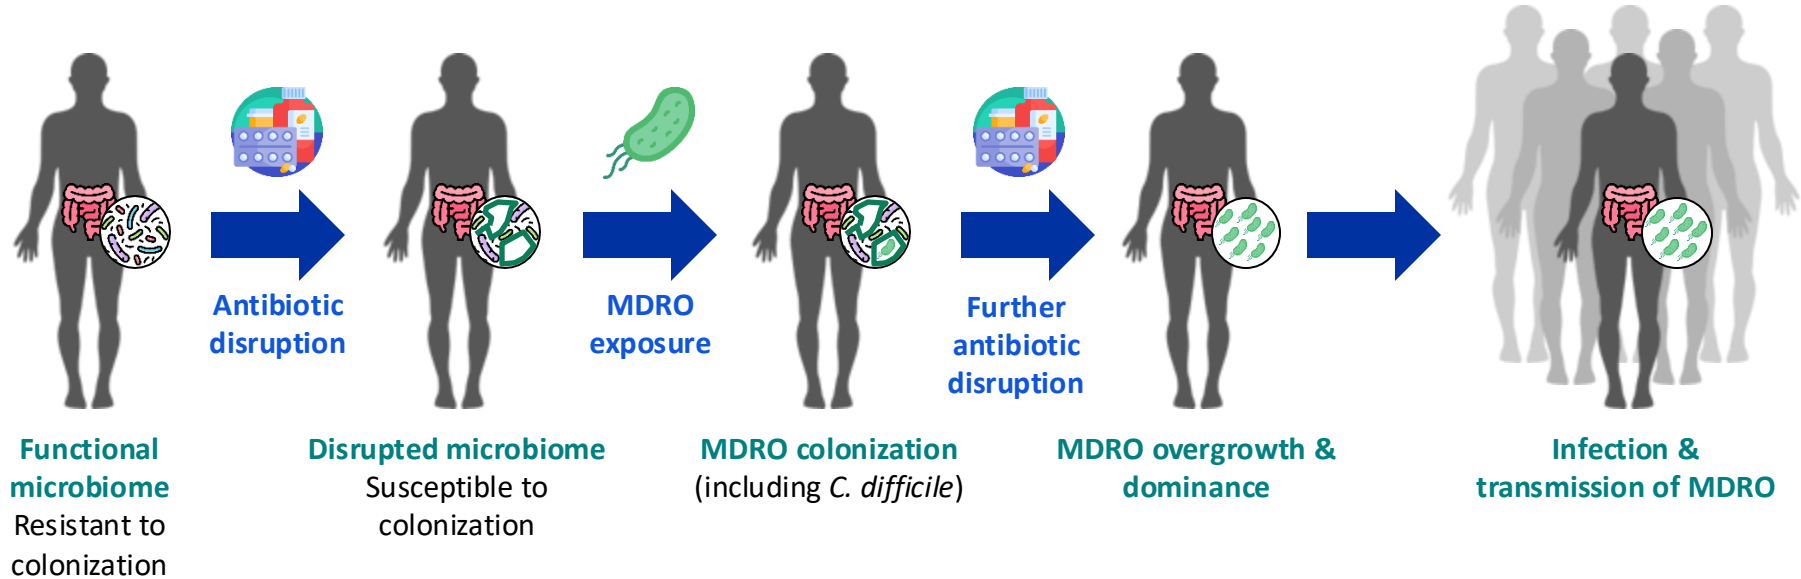 Antibiotic
disruption
MDRO
exposure
Further
antibiotic
disruption
Functional
microbiome
Resistant to
colonization
Disrupted microbiome
Susceptible to
colonization
MDRO colonization
(including C. difficile)
MDRO overgrowth &
dominance
Infection &
transmission of MDRO